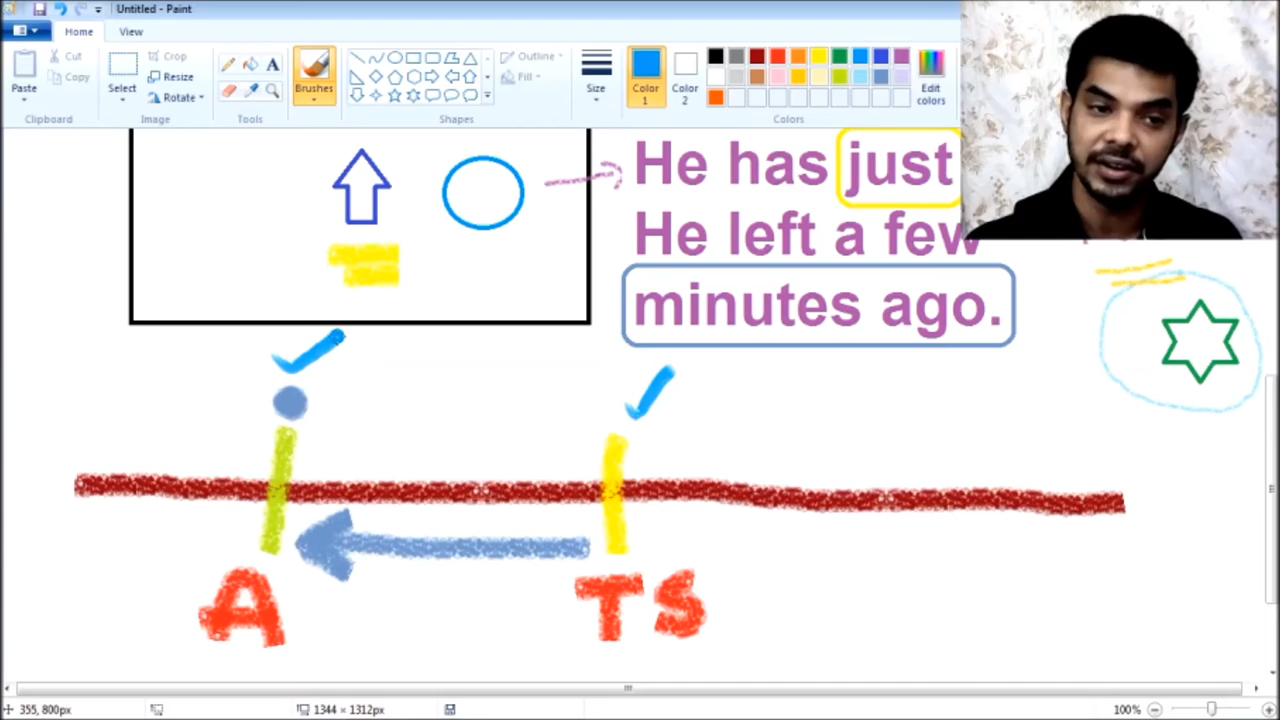 Untitled - Paint
Home View
Paste
Cut
Copy
Clipboard
Select
Crop
Resize
Rotate
Image
Tools
Brushes
Shapes
Outline
Fill
Size
Color 1
Color 2
Colors
Edit colors
He has just
He left a few
minutes ago.
A
TS
355, 800px
1344 × 1312px
100%